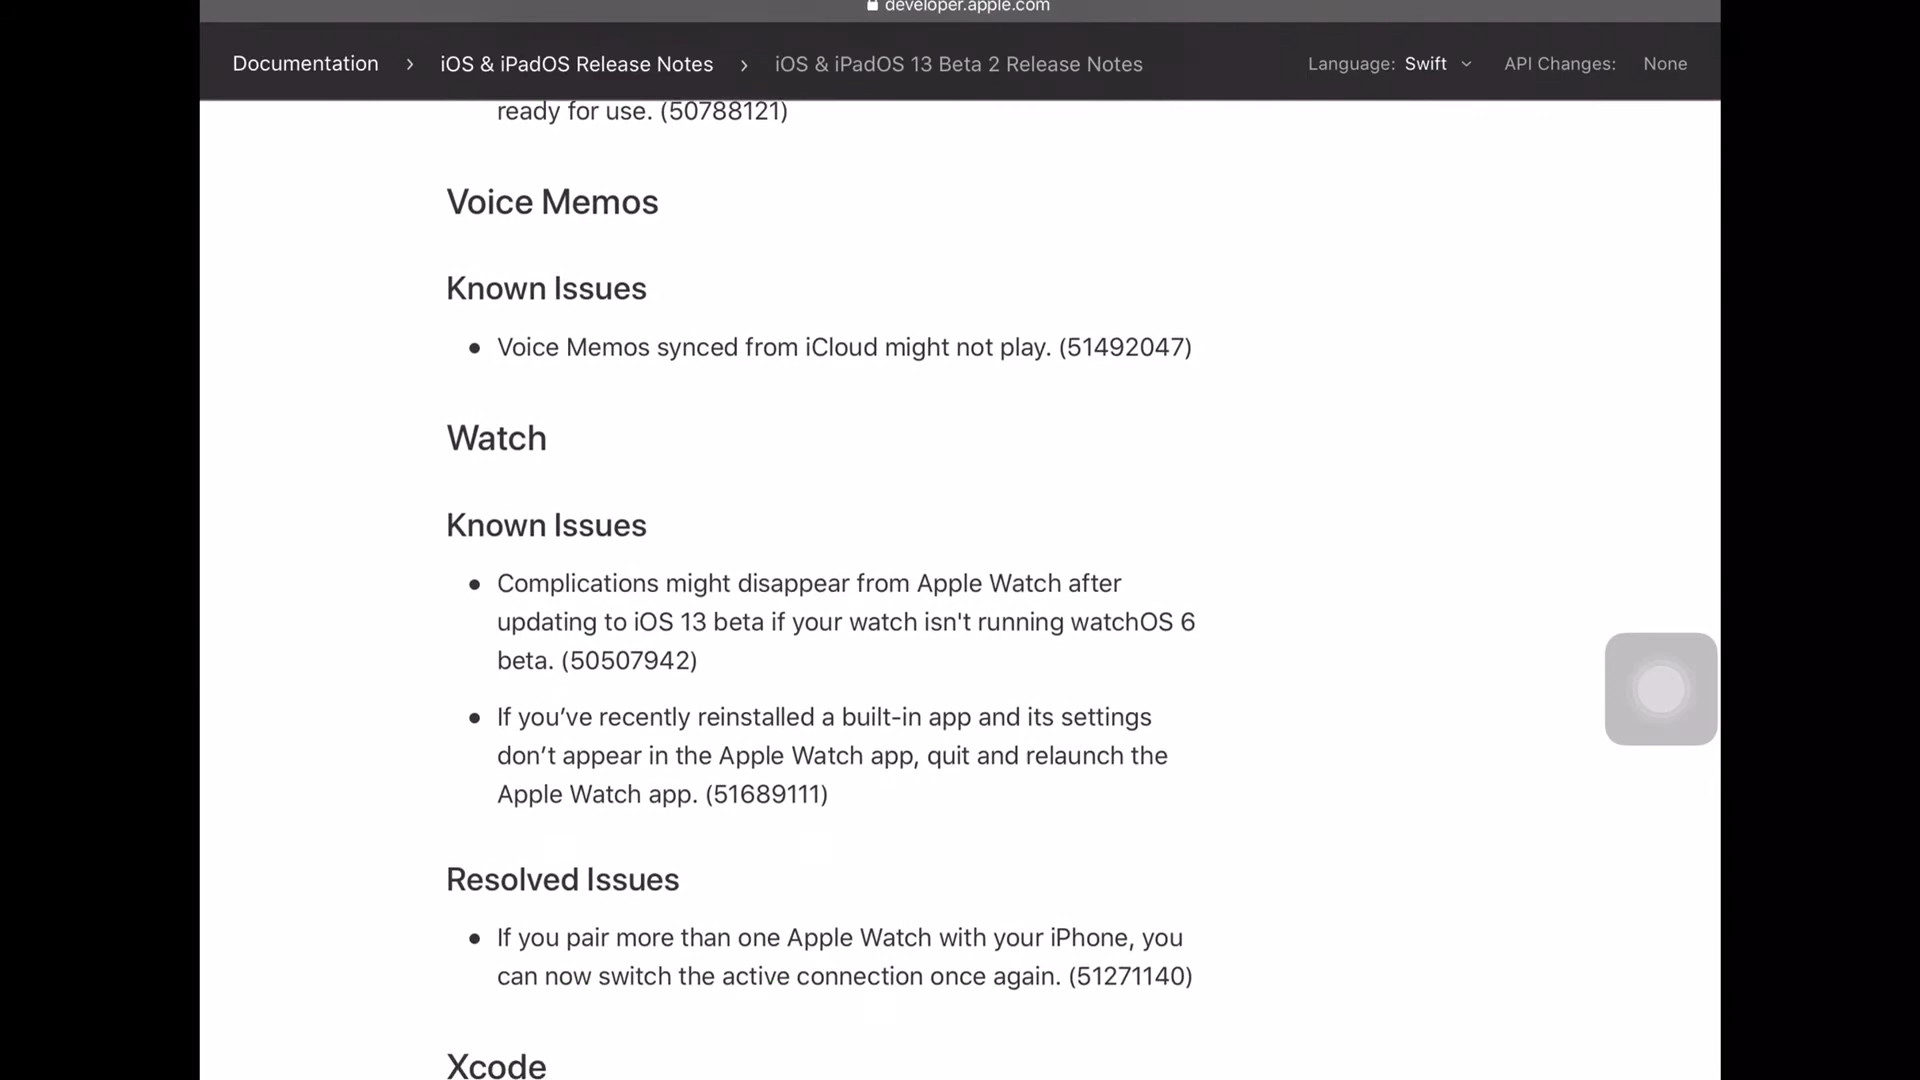 developer.apple.com
Documentation > iOS & iPadOS Release Notes > iOS & iPadOS 13 Beta 2 Release Notes Language: Swift API Changes: None
ready for use. (50788121)
Voice Memos
Known Issues
• Voice Memos synced from iCloud might not play. (51492047)
Watch
Known Issues
• Complications might disappear from Apple Watch after
updating to iOS 13 beta if your watch isn't running watchOS 6
beta. (50507942)
• If you’ve recently reinstalled a built-in app and its settings
don’t appear in the Apple Watch app, quit and relaunch the
Apple Watch app. (51689111)
Resolved Issues
• If you pair more than one Apple Watch with your iPhone, you
can now switch the active connection once again. (51271140)
Xcode